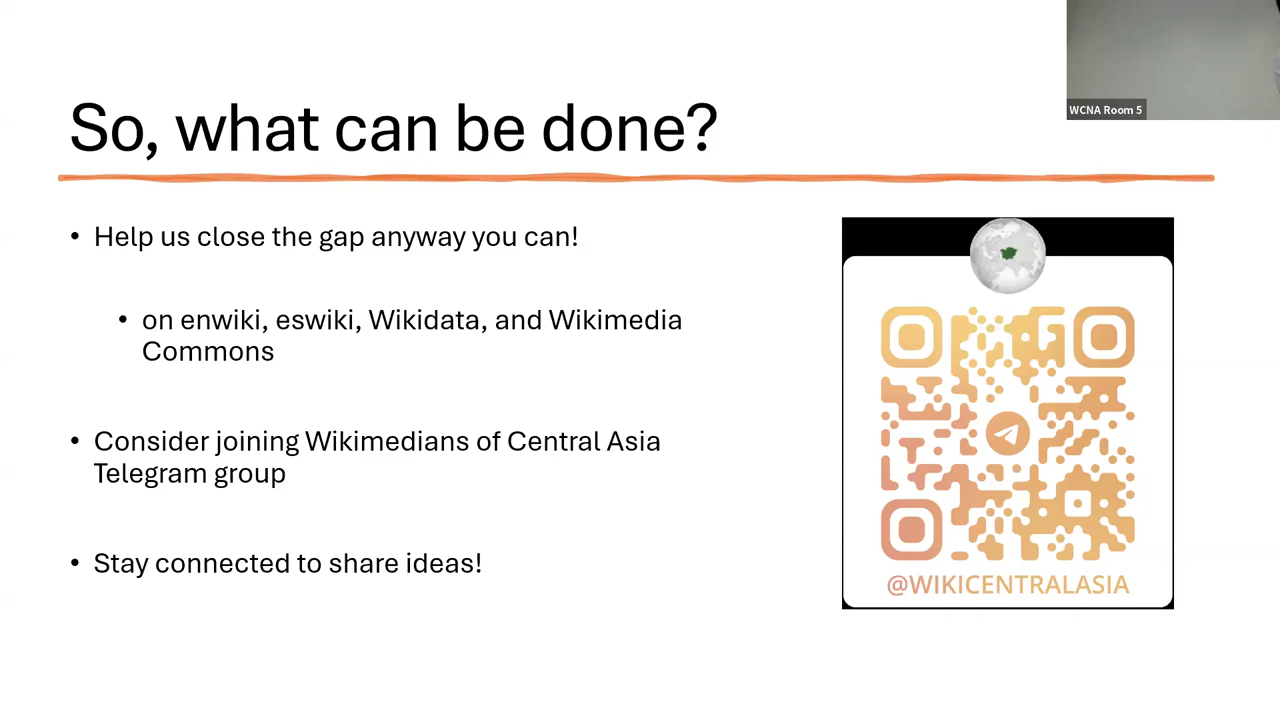 WCNA Room 5
So, what can be done?
• Help us close the gap anyway you can!
• on enwiki, eswiki, Wikidata, and Wikimedia
Commons
• Consider joining Wikimedians of Central Asia
Telegram group
• Stay connected to share ideas!
@WIKICENTRALASIA